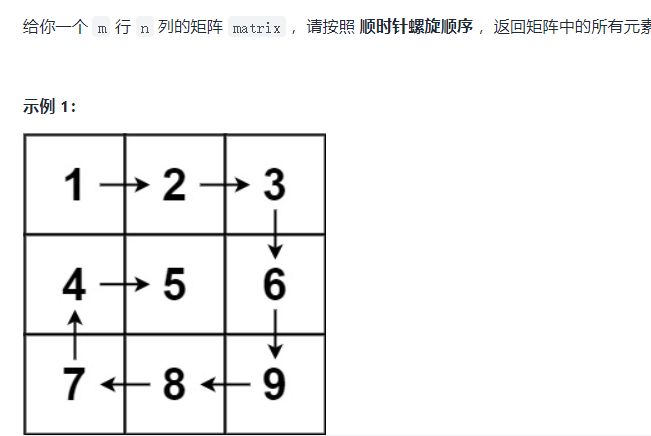 给你一个 m 行 n 列的矩阵 matrix ，请按照 顺时针螺旋顺序 ，返回矩阵中的所有元素
示例 1：
1 2 3
4 5 6
7 8 9